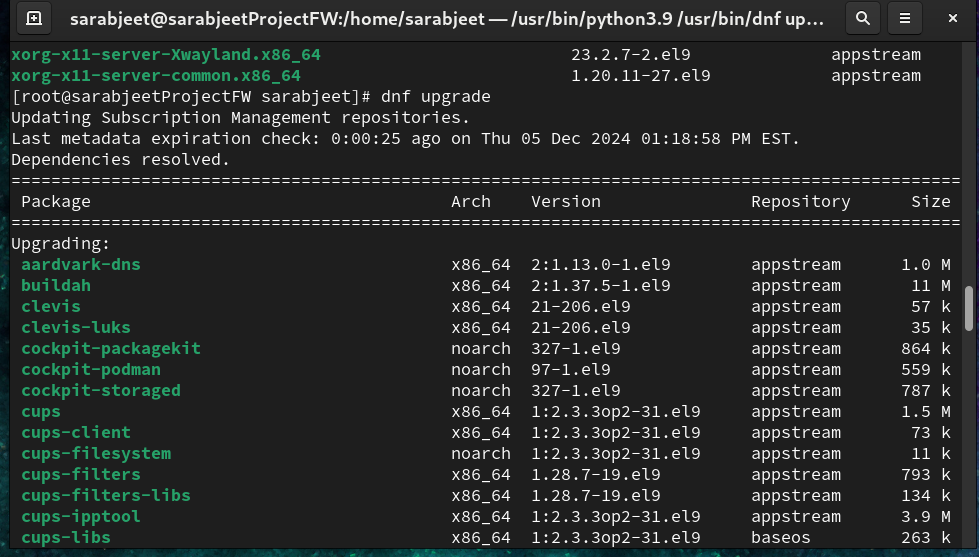 sarabjeet@sarabjeetProjectFW:/home/sarabjeet — /usr/bin/python3.9 /usr/bin/dnf up...
xorg-x11-server-Xwayland.x86_64 23.2.7-2.el9 appstream
xorg-x11-server-common.x86_64 1.20.11-27.el9 appstream
[root@sarabjeetProjectFW sarabjeet]# dnf upgrade
Updating Subscription Management repositories.
Last metadata expiration check: 0:00:25 ago on Thu 05 Dec 2024 01:18:58 PM EST.
Dependencies resolved.
================================================================================================
Package Arch Version Repository Size
================================================================================================
Upgrading:
aardvark-dns x86_64 2:1.13.0-1.el9 appstream 1.0 M
buildah x86_64 2:1.37.5-1.el9 appstream 11 M
clevis x86_64 21-206.el9 appstream 57 k
clevis-luks x86_64 21-206.el9 appstream 35 k
cockpit-packagekit noarch 327-1.el9 appstream 864 k
cockpit-podman noarch 97-1.el9 appstream 559 k
cockpit-storaged noarch 327-1.el9 appstream 787 k
cups x86_64 1:2.3.3op2-31.el9 appstream 1.5 M
cups-client x86_64 1:2.3.3op2-31.el9 appstream 73 k
cups-filesystem noarch 1:2.3.3op2-31.el9 appstream 11 k
cups-filters x86_64 1.28.7-19.el9 appstream 793 k
cups-filters-libs x86_64 1.28.7-19.el9 appstream 134 k
cups-ipptool x86_64 1:2.3.3op2-31.el9 appstream 3.9 M
cups-libs x86_64 1:2.3.3op2-31.el9 baseos 263 k